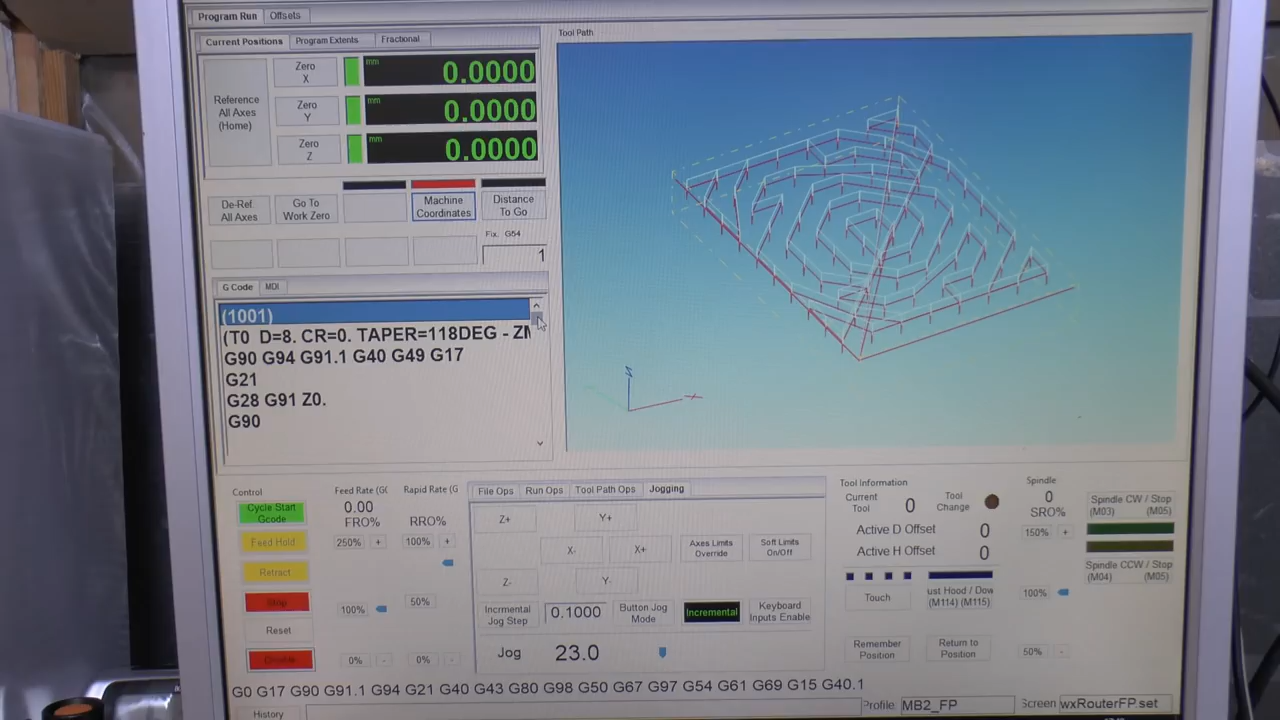 Program Run Offsets
Current Positions Program Extents Fractional
Tool Path
Reference
All Axes
(Home)
Zero
X
mm
0.0000
Zero
Y
mm
0.0000
Zero
Z
mm
0.0000
De-Ref
All Axes
Go To
Work Zero
Machine
Coordinates
Distance
To Go
Fix. G54
1
G Code MDI
(1001)
(T0 D=8. CR=0. TAPER=118DEG -
G90 G94 G91.1 G40 G49 G17
G21
G28 G91 Z0.
G90
X
Control
Cycle Start
Gcode
Feed Hold
Retract
Stop
Reset
Feed Rate (G(
0.00
FRO%
250% +
100%
0% -
Rapid Rate (G
RRO%
100% +
50%
0% -
File Ops Run Ops Tool Path Ops Jogging
Z+
Y+
X-
X+
Z-
Y-
Axes Limits
Override
Soft Limits
On/Off
Incrmental
Jog Step
0.1000
Button Jog
Mode
Incremental
Keyboard
Inputs Enable
Jog
23.0
Tool Information
Current
Tool
0
Tool
Change
Active D Offset 0
Active H Offset 0
Touch
ust Hood / Dow
(M114) (M115)
Remember
Position
Return to
Position
Spindle
0
SRO%
150% +
100%
50% -
Spindle CW / Stop
(M03) (M05)
Spindle CCW / Stop
(M04) (M05)
G0 G17 G90 G91.1 G94 G21 G40 G43 G80 G98 G50 G67 G97 G54 G61 G69 G15 G40.1
History
Profile MB2_FP
Screen wxRouterFP.set